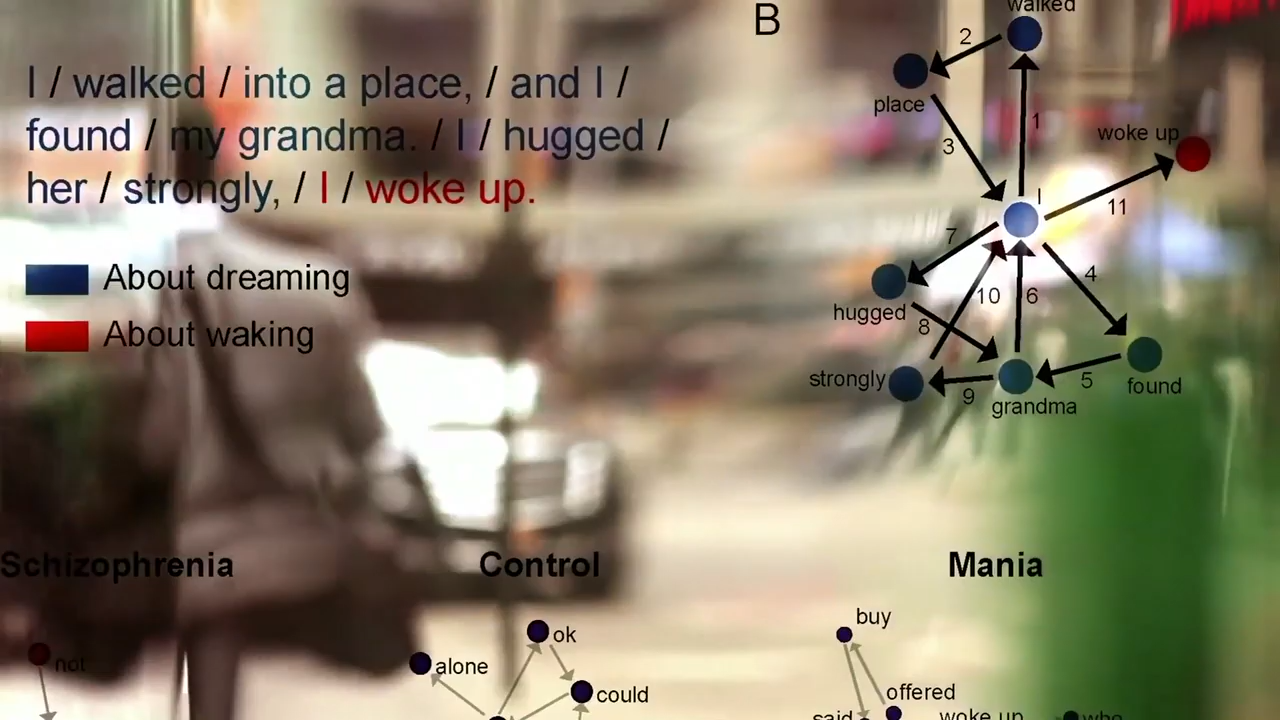 B
walked
2
I / walked / into a place, / and I /
place
1
found / my grandma. / I / hugged /
woke up
3
her / strongly, / I / woke up.
I
11
7
About dreaming
4
10
6
hugged
8
About waking
strongly
5
found
9
grandma
Schizophrenia
Control
Mania
buy
ok
not
alone
could
offered
said
woke up
who